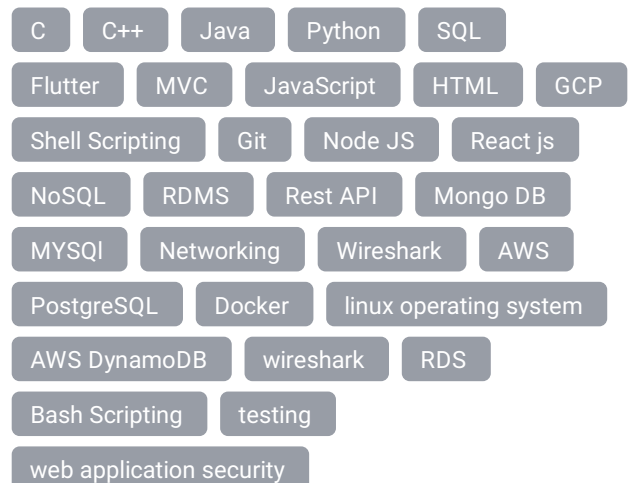 C C++ Java Python SQL
Flutter MVC JavaScript HTML GCP
Shell Scripting Git Node JS React js
NoSQL RDMS Rest API Mongo DB
MYSQl Networking Wireshark AWS
PostgreSQL Docker linux operating system
AWS DynamoDB wireshark RDS
Bash Scripting testing
web application security